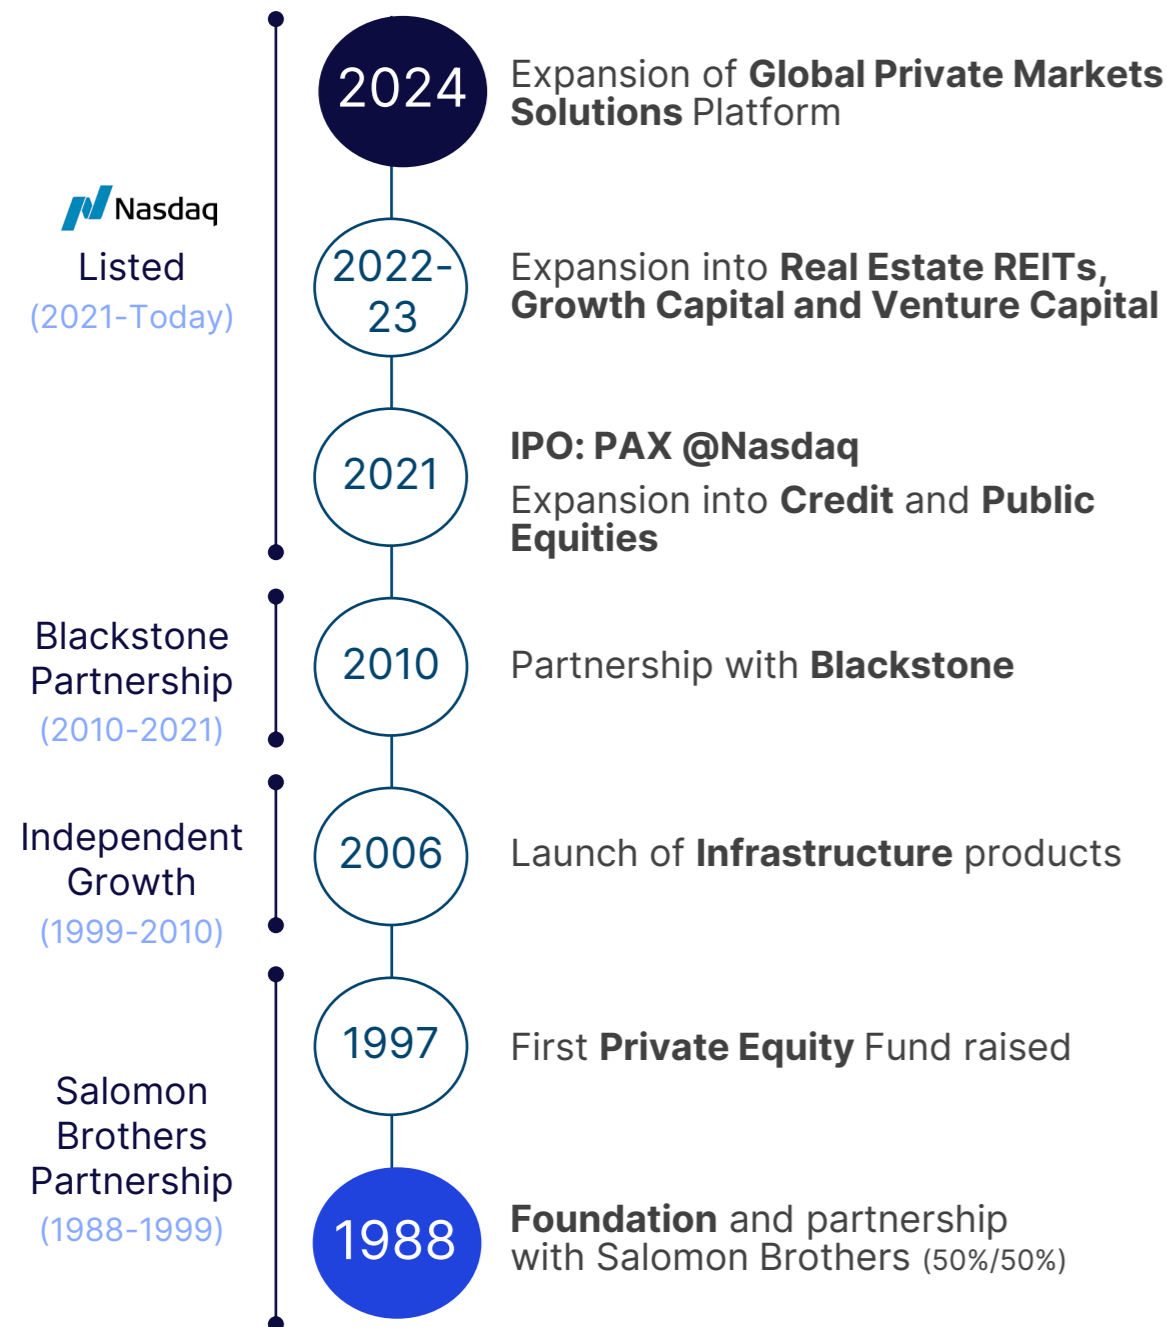 2024
Expansion of Global Private Markets
Solutions Platform
Nasdaq
Listed
(2021-Today)
2022-
23
Expansion into Real Estate REITs,
Growth Capital and Venture Capital
2021
IPO: PAX @Nasdaq
Expansion into Credit and Public
Equities
Blackstone
Partnership
(2010-2021)
2010
Partnership with Blackstone
Independent
Growth
(1999-2010)
2006
Launch of Infrastructure products
1997
First Private Equity Fund raised
Salomon
Brothers
Partnership
(1988-1999)
1988
Foundation and partnership
with Salomon Brothers (50%/50%)